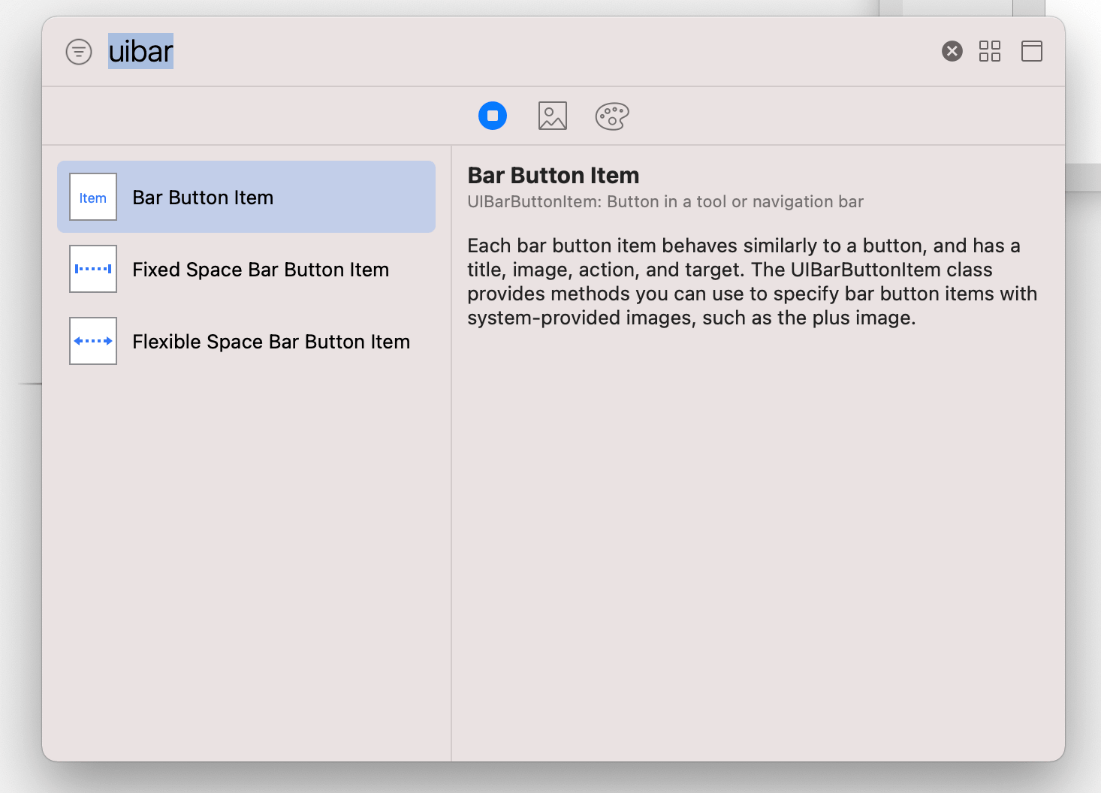 uibar
Item
Bar Button Item
Fixed Space Bar Button Item
Flexible Space Bar Button Item
Bar Button Item
UIBarButtonItem: Button in a tool or navigation bar
Each bar button item behaves similarly to a button, and has a
title, image, action, and target. The UIBarButtonItem class
provides methods you can use to specify bar button items with
system-provided images, such as the plus image.